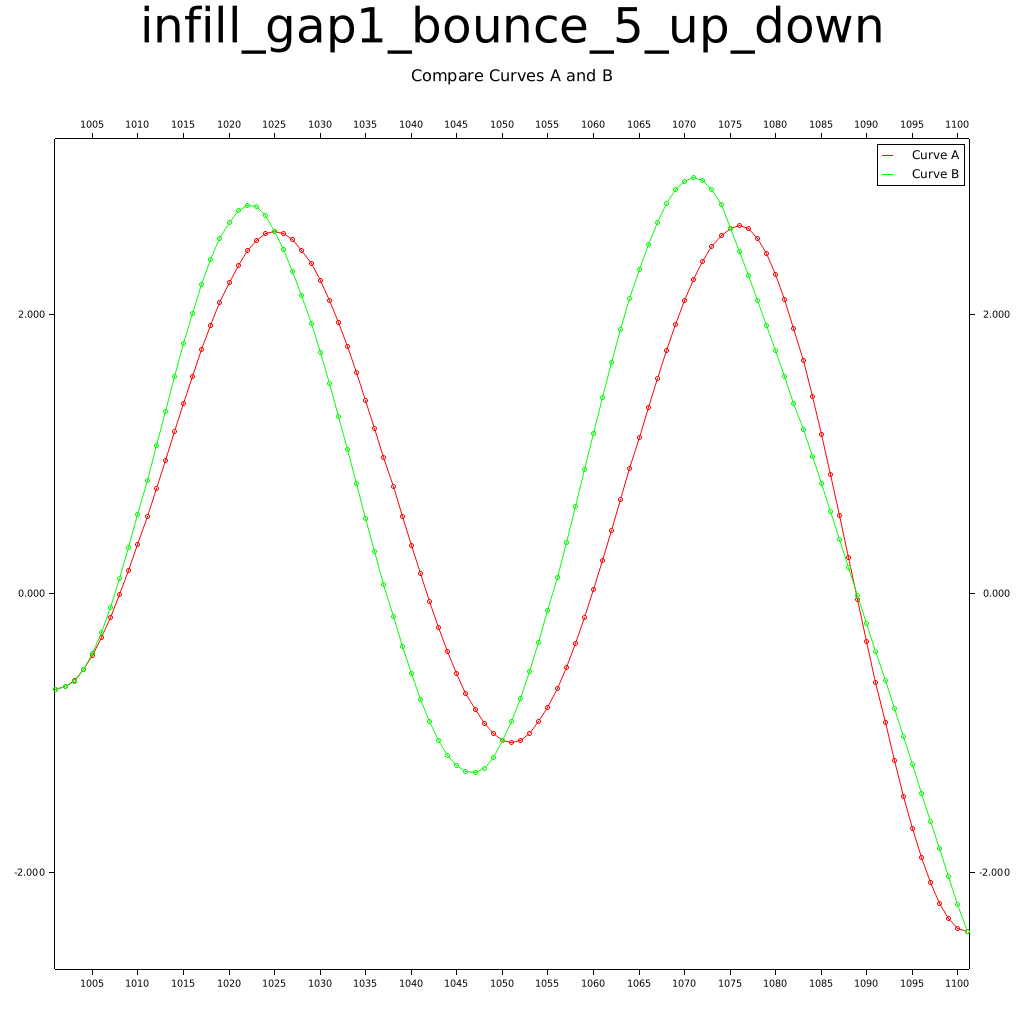 infill_gap1_bounce_5_up_down
Compare Curves A and B
1005 1010 1015 1020 1025 1030 1035 1040 1045 1050 1055 1060 1065 1070 1075 1080 1085 1090 1095 1100
Curve A
Curve B
2.000 2.000
0.000 0.000
-2.000 -2.000
1005 1010 1015 1020 1025 1030 1035 1040 1045 1050 1055 1060 1065 1070 1075 1080 1085 1090 1095 1100